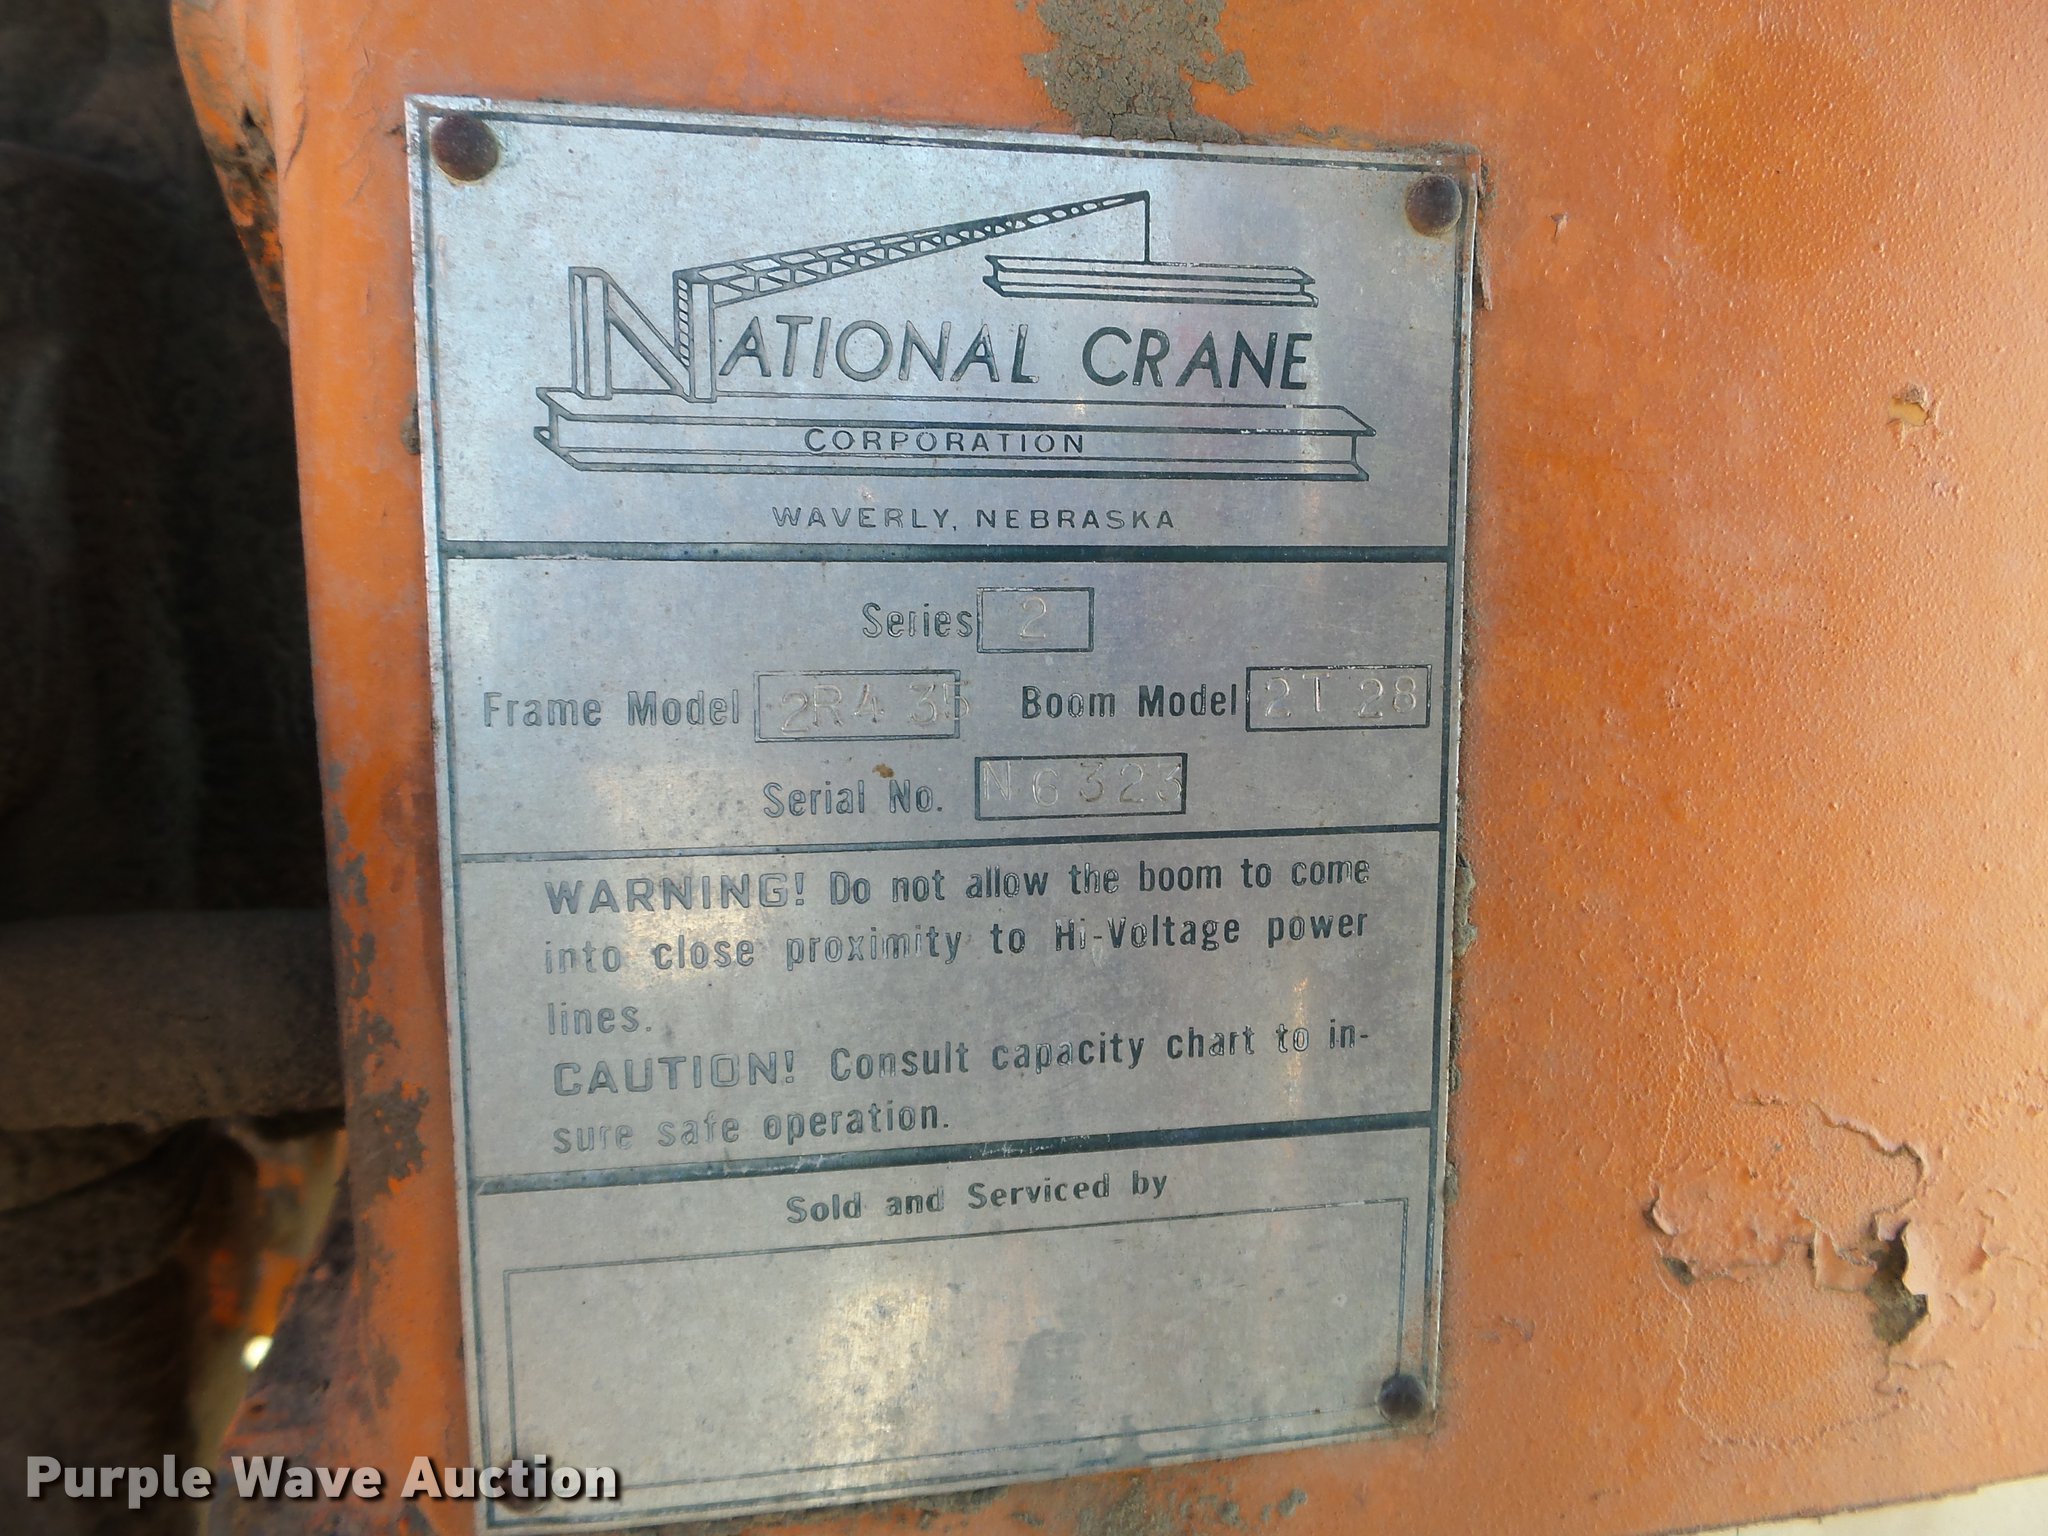 NATIONAL CRANE
CORPORATION
WAVERLY, NEBRASKA
Series 2
Frame Model 2R4 35 Boom Model 2T 28
Serial No. N6323
WARNING! Do not allow the boom to come
into close proximity to Hi-Voltage power
lines.
CAUTION! Consult capacity chart to in-
sure safe operation.
Sold and Serviced by
Purple Wave Auction